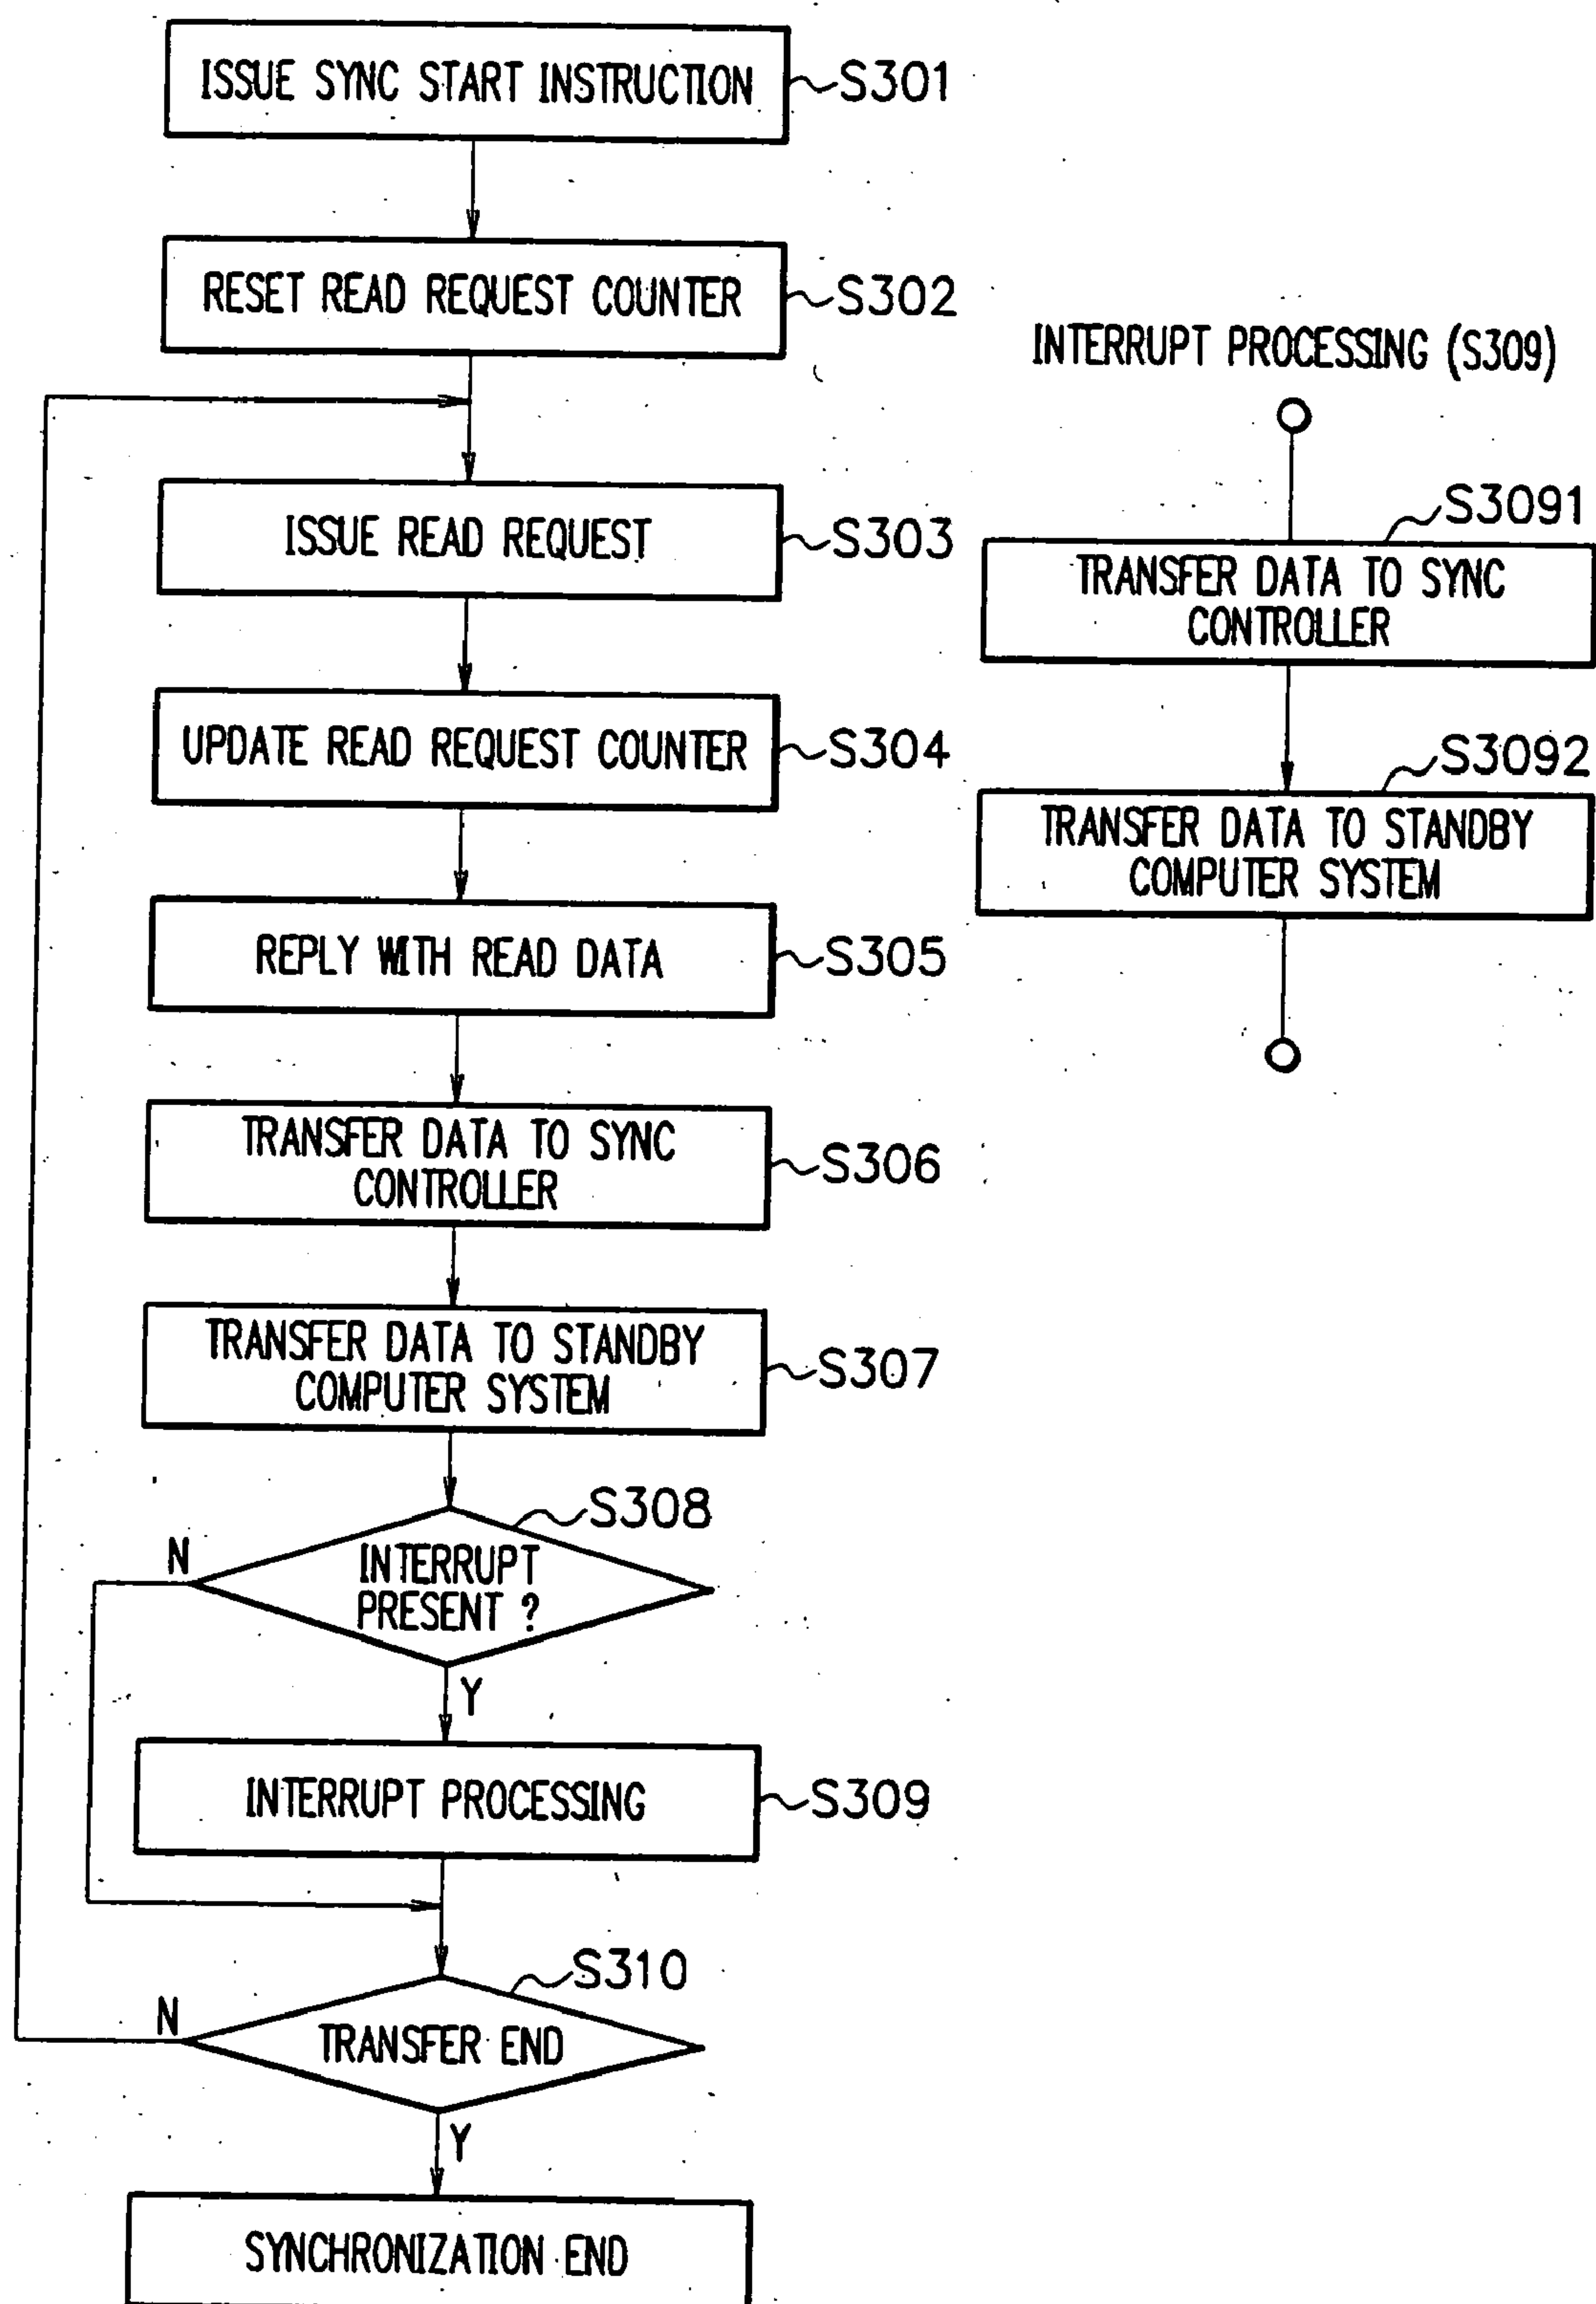 ISSUE SYNC START INSTRUCTION
S301
RESET READ REQUEST COUNTER
S302
ISSUE READ REQUEST
S303
UPDATE READ REQUEST COUNTER
S304
REPLY WITH READ DATA
S305
TRANSFER DATA TO SYNC
CONTROLLER
S306
TRANSFER DATA TO STANDBY
COMPUTER SYSTEM
S307
S308
INTERRUPT
PRESENT ?
N
Y
INTERRUPT PROCESSING
S309
S310
TRANSFER END
N
Y
SYNCHRONIZATION END
INTERRUPT PROCESSING (S309)
S3091
TRANSFER DATA TO SYNC
CONTROLLER
S3092
TRANSFER DATA TO STANDBY
COMPUTER SYSTEM